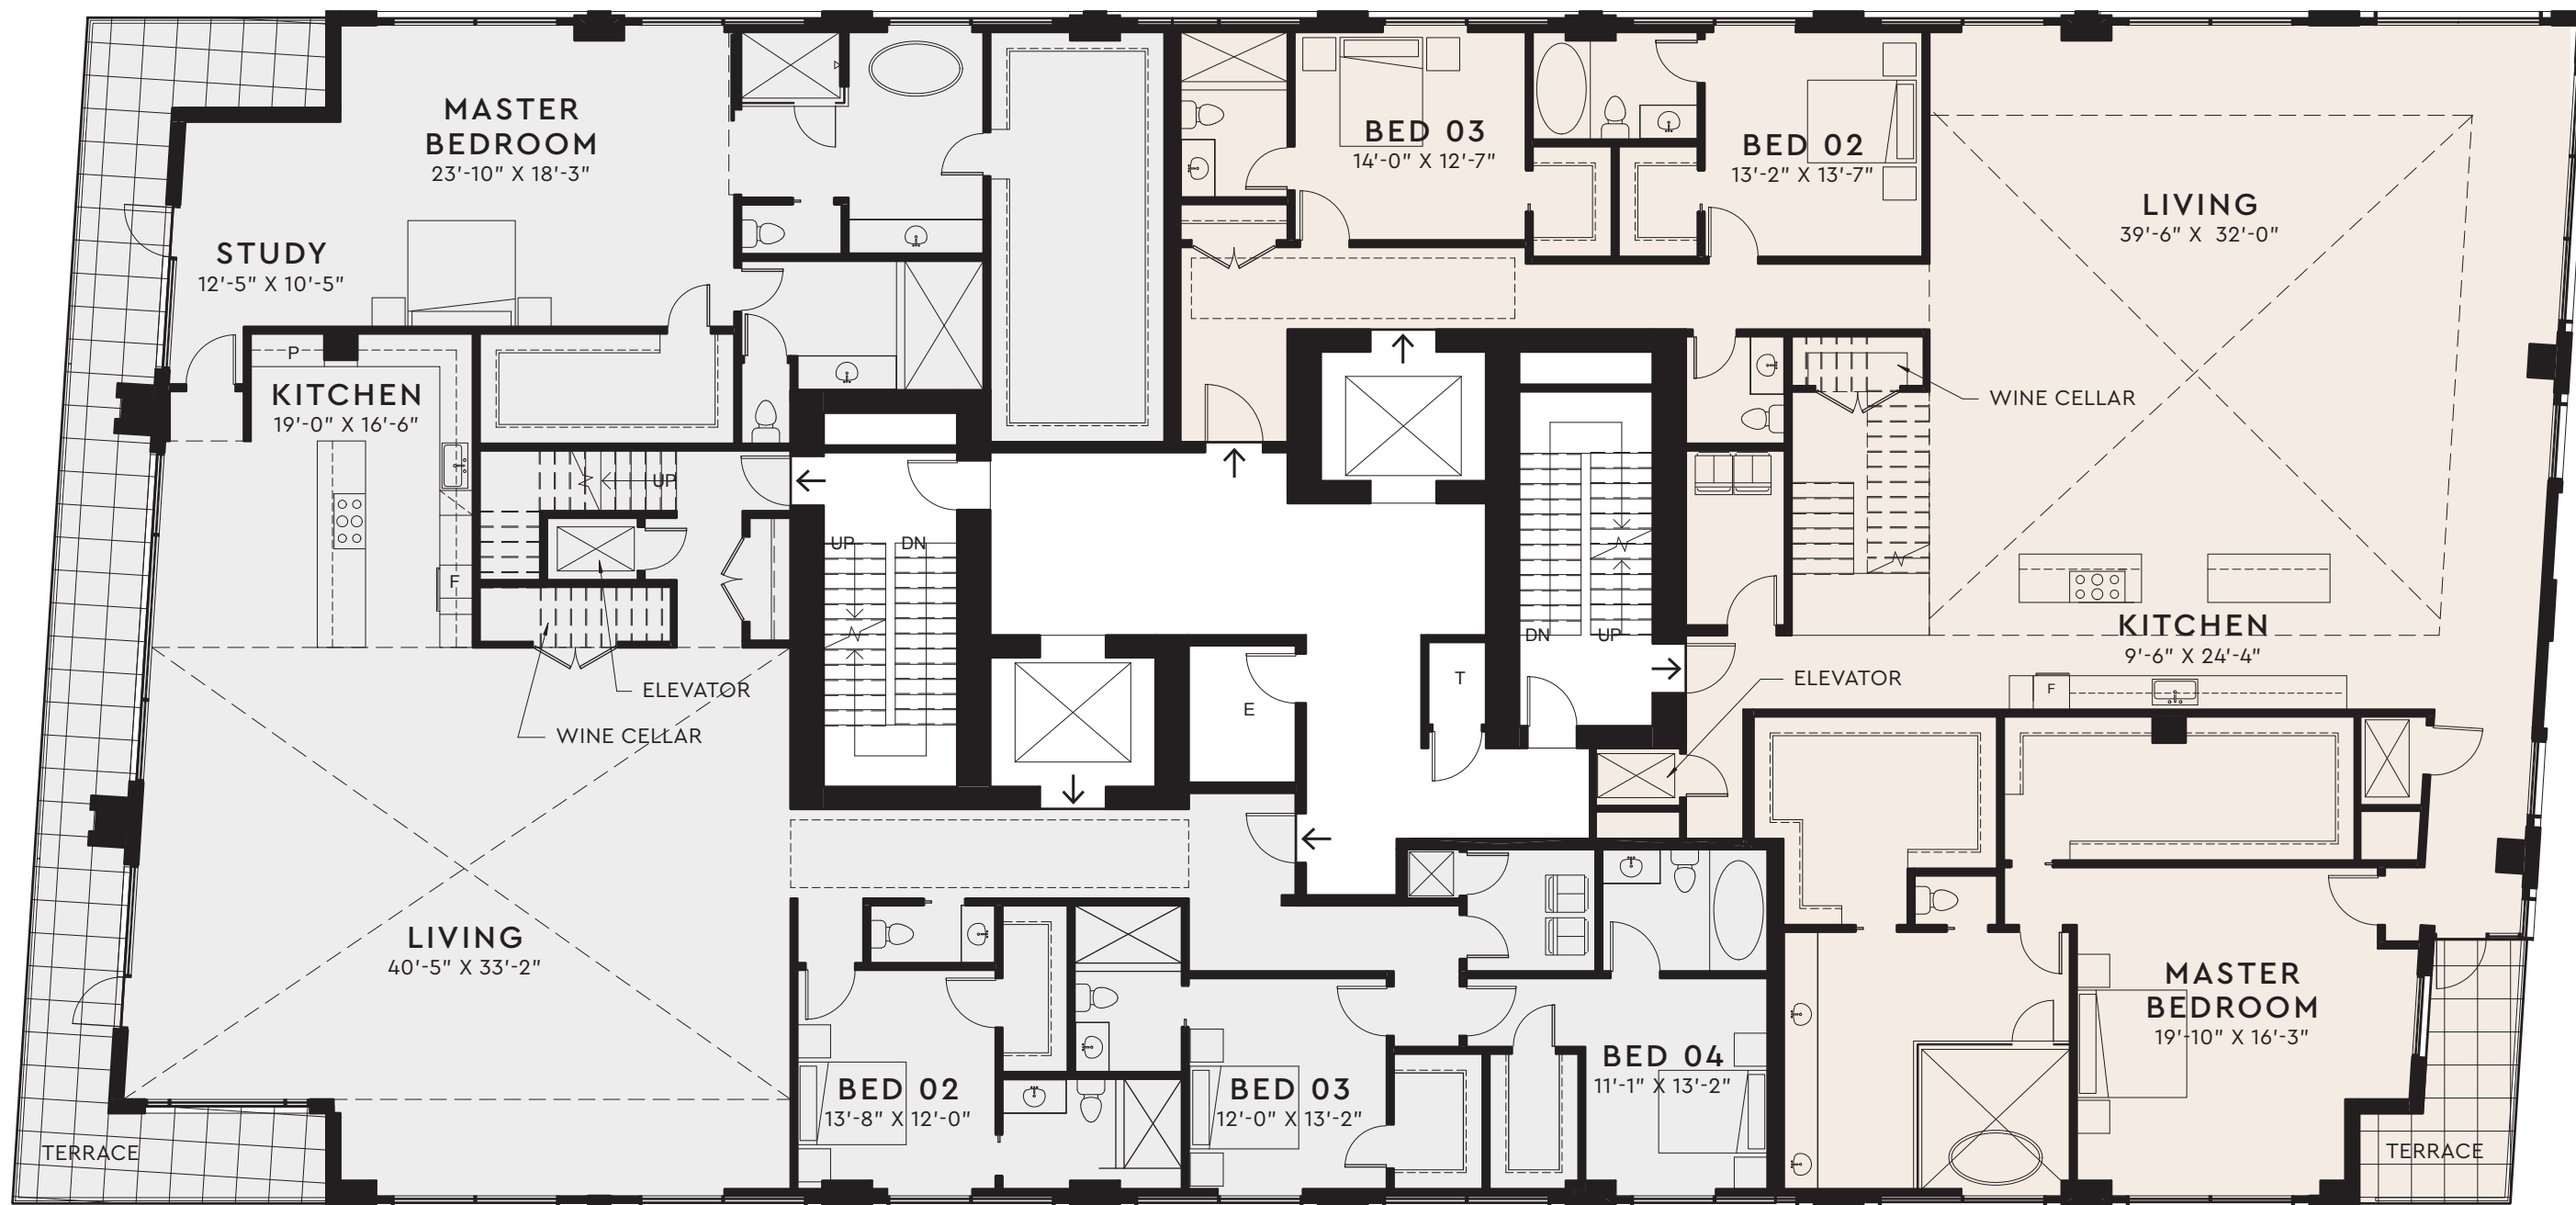 MASTER
BEDROOM
23'-10" X 18'-3"
STUDY
12'-5" X 10'-5"
P
KITCHEN
19'-0" X 16'-6"
F
UP
ELEVATOR
WINE CELLAR
LIVING
40'-5" X 33'-2"
TERRACE
UP
DN
E
T
DN
UP
BED 02
13'-8" X 12'-0"
BED 03
12'-0" X 13'-2"
BED 04
11'-1" X 13'-2"
BED 03
14'-0" X 12'-7"
BED 02
13'-2" X 13'-7"
LIVING
39'-6" X 32'-0"
WINE CELLAR
KITCHEN
9'-6" X 24'-4"
F
ELEVATOR
MASTER
BEDROOM
19'-10" X 16'-3"
TERRACE